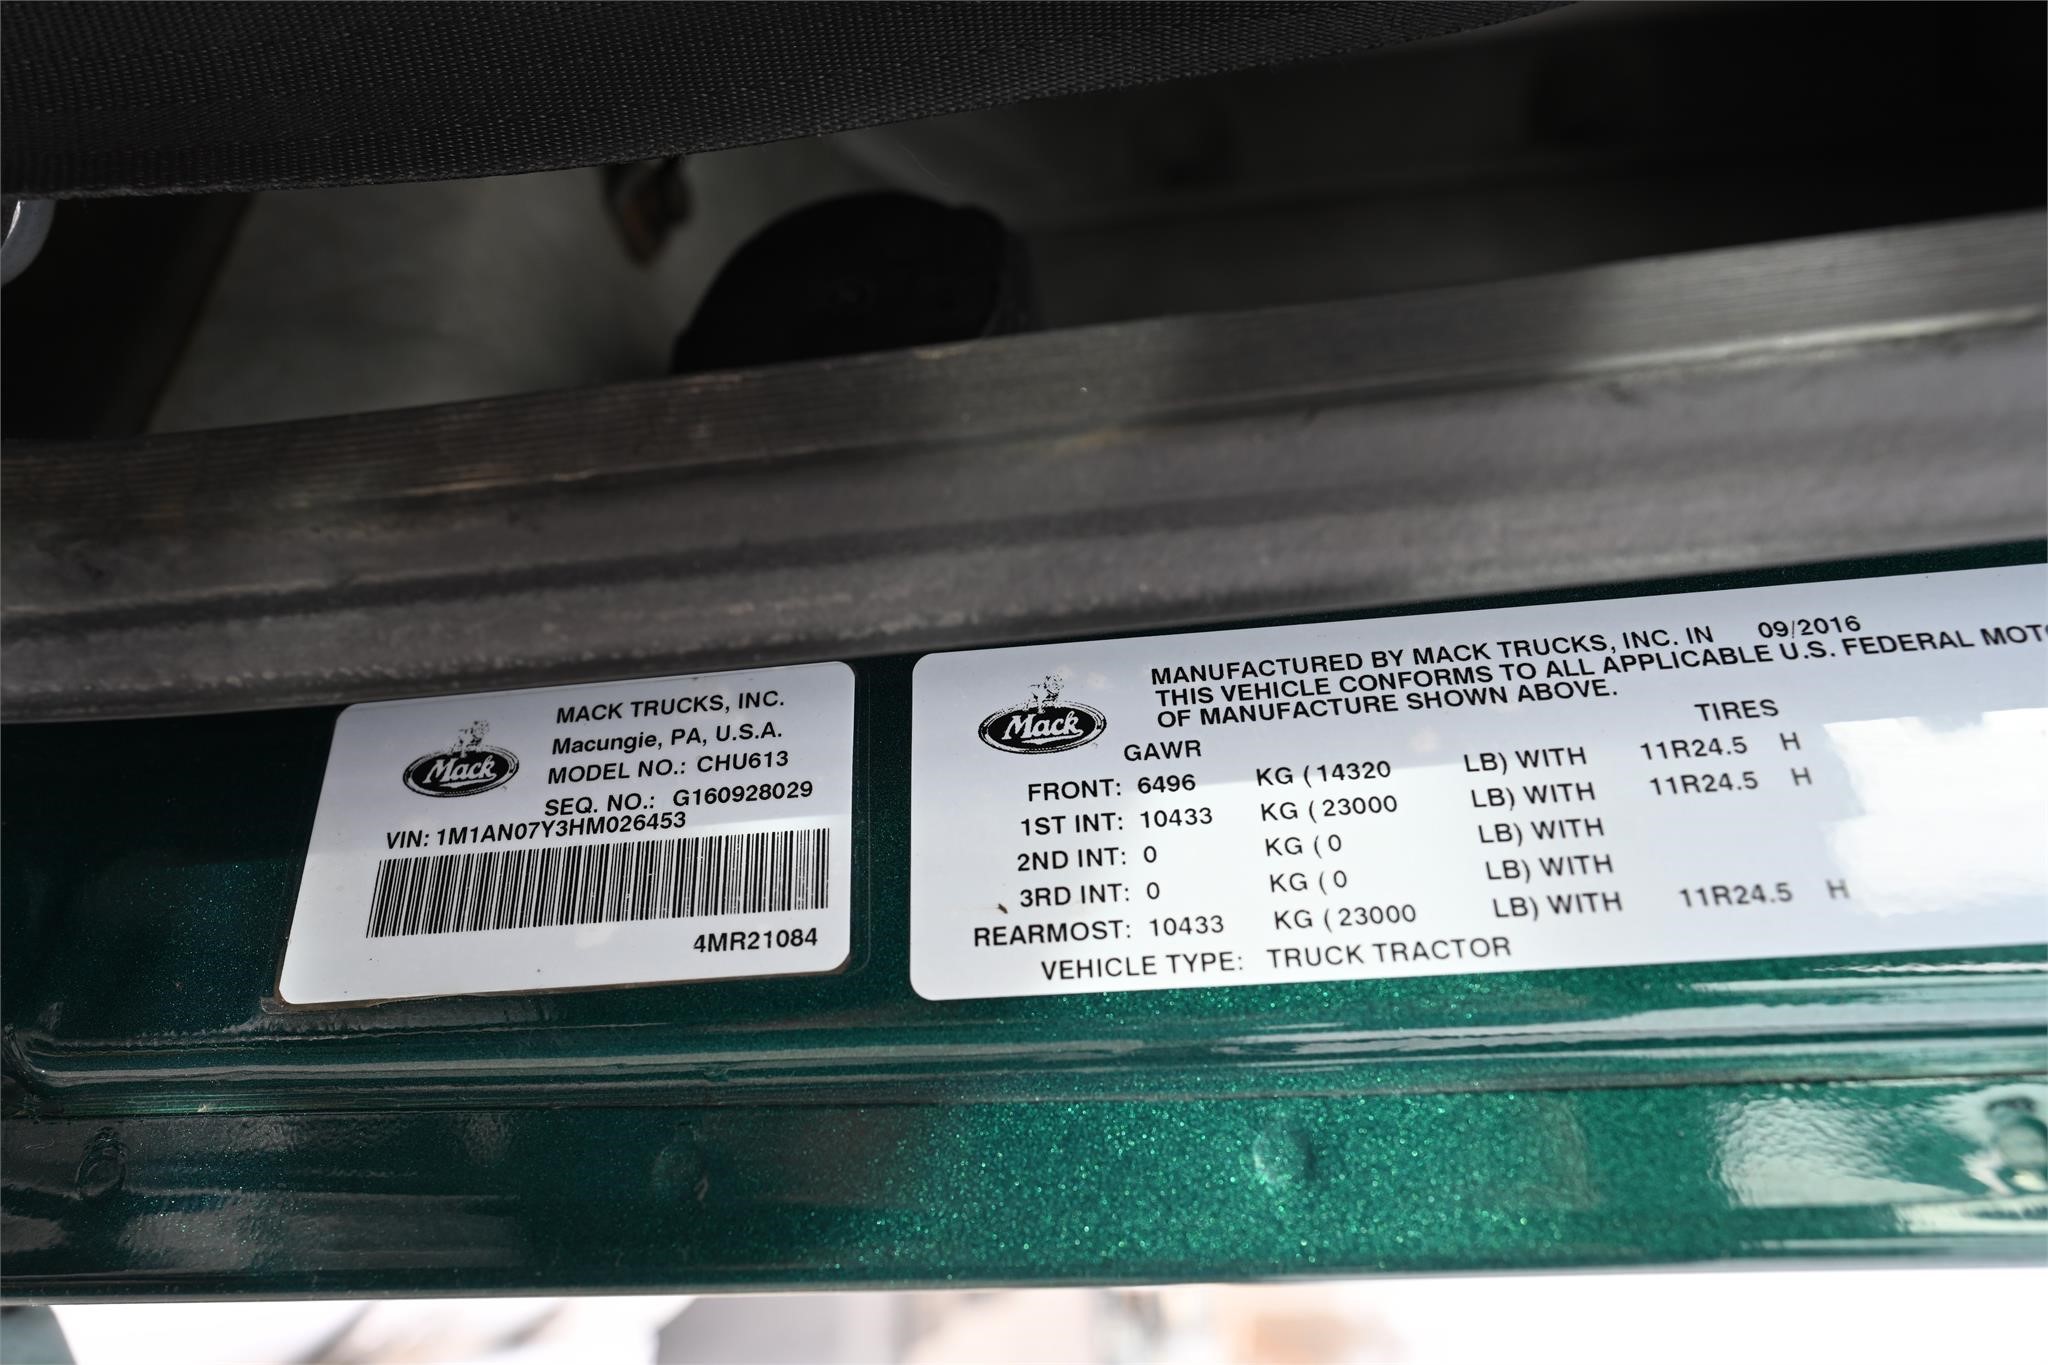 Mack
MACK TRUCKS, INC.
Macungie, PA, U.S.A.
MODEL NO.: CHU613
SEQ. NO.: G160928029
VIN: 1M1AN07Y3HM026453
4MR21084
Mack
MANUFACTURED BY MACK TRUCKS, INC. IN 09/2016
THIS VEHICLE CONFORMS TO ALL APPLICABLE U.S. FEDERAL
OF MANUFACTURE SHOWN ABOVE.
GAWR TIRES
FRONT: 6496 KG ( 14320 LB) WITH 11R24.5 H
1ST INT: 10433 KG ( 23000 LB) WITH 11R24.5 H
2ND INT: 0 KG ( 0 LB) WITH
3RD INT: 0 KG ( 0 LB) WITH
REARMOST: 10433 KG ( 23000 LB) WITH 11R24.5 H
VEHICLE TYPE: TRUCK TRACTOR